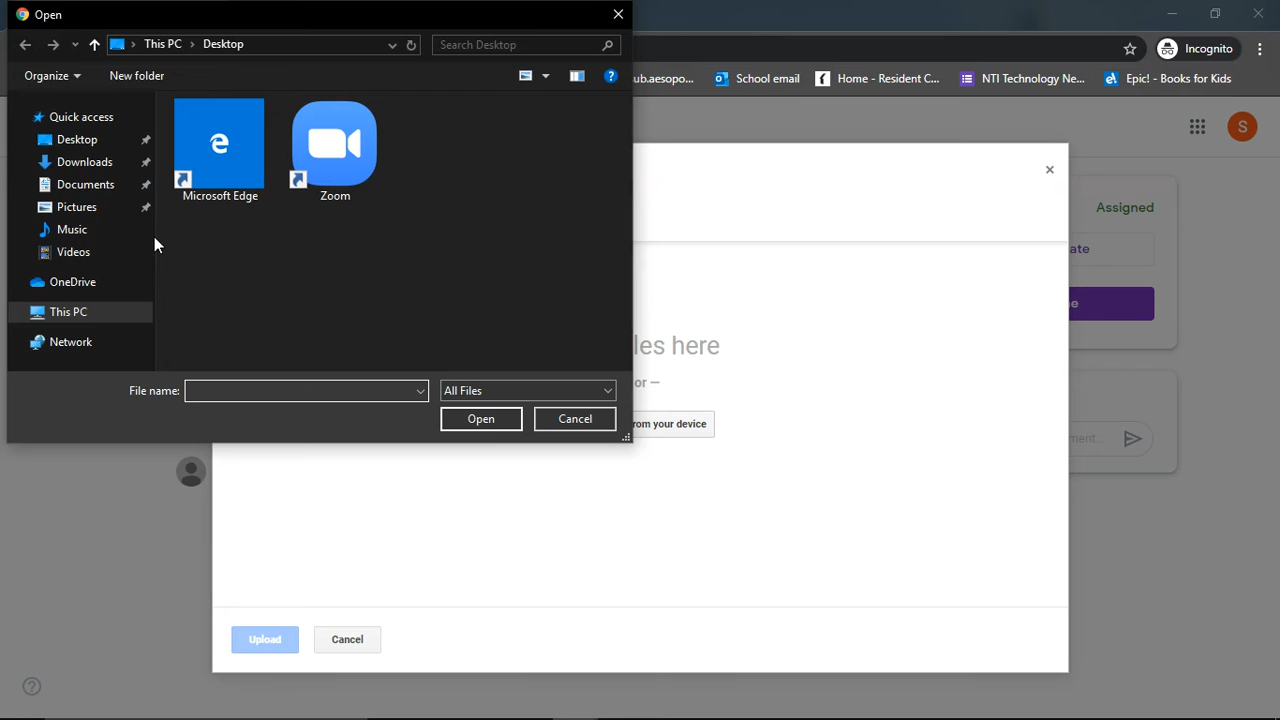 Open
This PC > Desktop
Search Desktop
Incognito
Organize
New folder
?
ub.aesopo...
School email
Home - Resident C...
NTI Technology Ne...
Epic! - Books for Kids
Quick access
Desktop
Downloads
Documents
Pictures
Music
Videos
OneDrive
This PC
Network
Microsoft Edge
Zoom
S
Assigned
ate
e
les here
or —
rom your device
ment...
File name:
All Files
Open
Cancel
Upload
Cancel
?